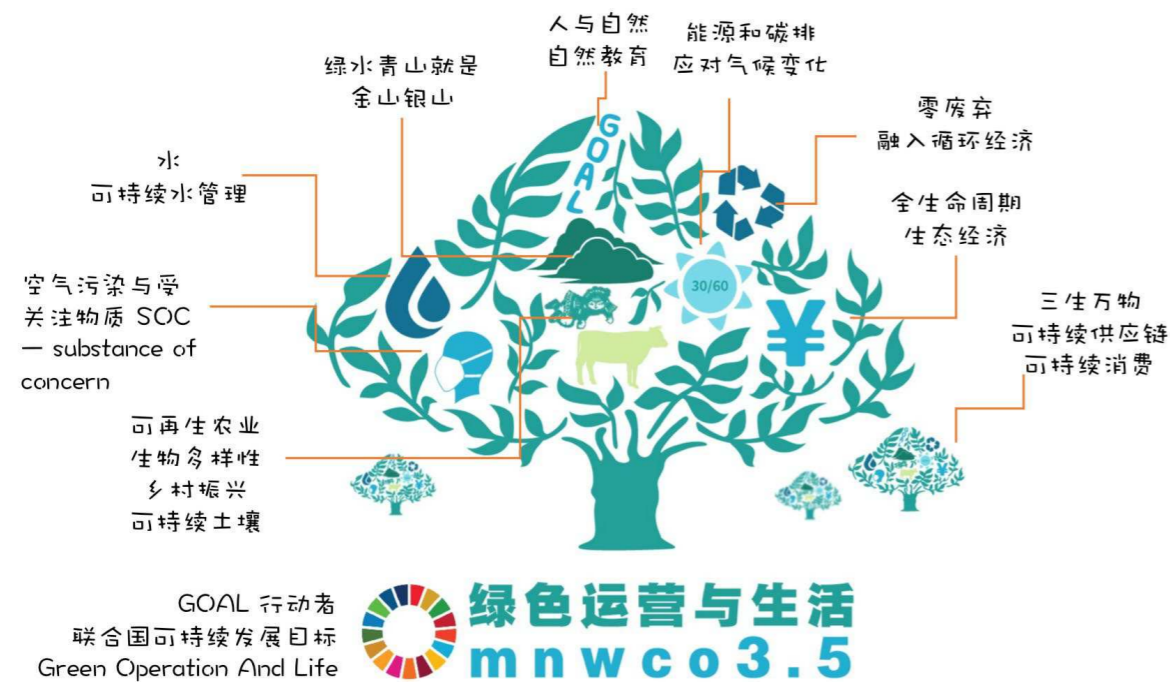 人与自然
自然教育
能源和碳排
应对气候变化
绿水青山就是
金山银山
零废弃
融入循环经济
水
可持续水管理
全生命周期
生态经济
GOAL
30/60
空气污染与受
关注物质 SOC
一 substance of
concern
三生万物
可持续供应链
可持续消费
¥
可再生农业
生物多样性
乡村振兴
可持续土壤
GOAL 行动者
联合国可持续发展目标
Green Operation And Life
绿色运营与生活
mnwco3.5